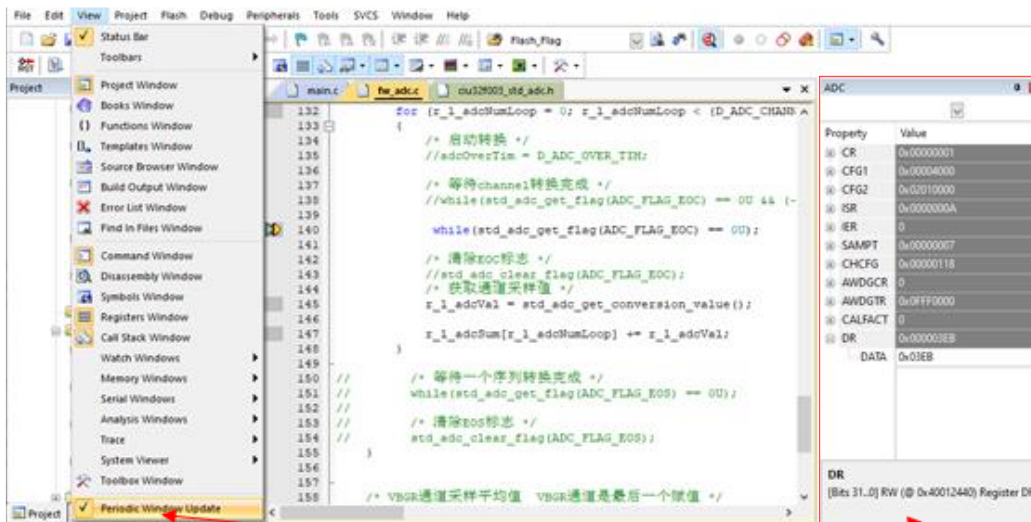 File Edit View Project Flash Debug Peripherals Tools SVCS Window Help
Flash_Flag
Status Bar
Toolbars
Project Window
Books Window
Functions Window
Templates Window
Source Browser Window
Build Output Window
Error List Window
Find In Files Window
Command Window
Disassembly Window
Symbols Window
Registers Window
Call Stack Window
Watch Windows
Memory Windows
Serial Windows
Analysis Windows
Trace
System Viewer
Toolbox Window
Periodic Window Update
Project
Project
main.c fw_adc.c ciu32f003_std_adc.h
132 for (r_l_adcNumLoop = 0; r_l_adcNumLoop < (D_ADC_CHANN
133 {
134 /* 启动转换 */
135 //adcOverTim = D_ADC_OVER_TIM;
136
137 /* 等待channel转换完成 */
138 //while(std_adc_get_flag(ADC_FLAG_EOC) == 0U && (-
139
140 while(std_adc_get_flag(ADC_FLAG_EOC) == 0U);
141
142 /* 清除EOC标志 */
143 //std_adc_clear_flag(ADC_FLAG_EOC);
144 /* 获取通道采样值 */
145 r_l_adcVal = std_adc_get_conversion_value();
146
147 r_l_adcSum[r_l_adcNumLoop] += r_l_adcVal;
148 }
149
150 // /* 等待一个序列转换完成 */
151 // while(std_adc_get_flag(ADC_FLAG_EOS) == 0U);
152 //
153 // /* 清除EOS标志 */
154 // std_adc_clear_flag(ADC_FLAG_EOS);
155 }
156
157
158 /* VBGR通道采样平均值 VBGR通道是最后一个赋值 */
ADC
Property Value
CR 0x00000001
CFG1 0x00004000
CFG2 0x02010000
ISR 0x0000000A
IER 0
SAMPT 0x00000007
CHCFG 0x00000118
AWDGCR 0
AWDGTR 0x0FFF0000
CALFACT 0
DR 0x000003EB
DATA 0x03EB
DR
[Bits 31..0] RW (@ 0x40012440) Register DR